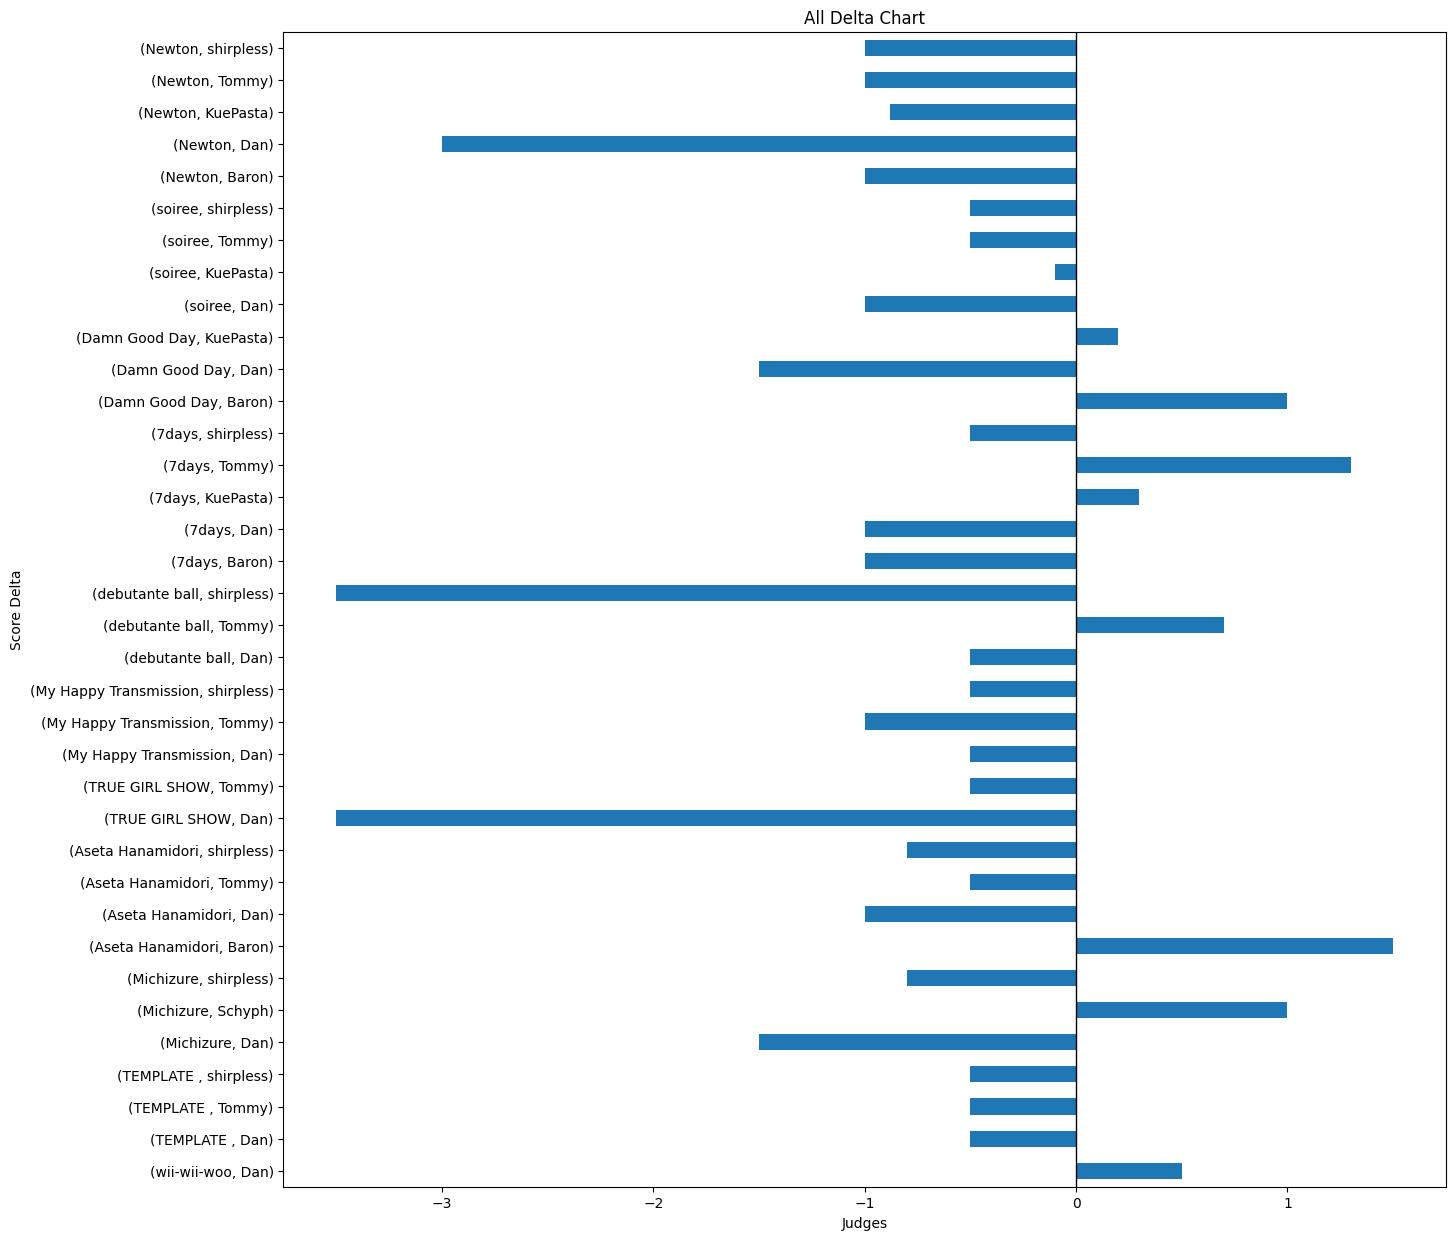 All Delta Chart
(Newton, shirpless)
(Newton, Tommy)
(Newton, KuePasta)
(Newton, Dan)
(Newton, Baron)
(soiree, shirpless)
(soiree, Tommy)
(soiree, KuePasta)
(soiree, Dan)
(Damn Good Day, KuePasta)
(Damn Good Day, Dan)
(Damn Good Day, Baron)
(7days, shirpless)
(7days, Tommy)
(7days, KuePasta)
(7days, Dan)
(7days, Baron)
(debutante ball, shirpless)
(debutante ball, Tommy)
(debutante ball, Dan)
(My Happy Transmission, shirpless)
(My Happy Transmission, Tommy)
(My Happy Transmission, Dan)
(TRUE GIRL SHOW, Tommy)
(TRUE GIRL SHOW, Dan)
(Aseta Hanamidori, shirpless)
(Aseta Hanamidori, Tommy)
(Aseta Hanamidori, Dan)
(Aseta Hanamidori, Baron)
(Michizure, shirpless)
(Michizure, Schyph)
(Michizure, Dan)
(TEMPLATE , shirpless)
(TEMPLATE , Tommy)
(TEMPLATE , Dan)
(wii-wii-woo, Dan)
Score Delta
−3 −2 −1 0 1
Judges